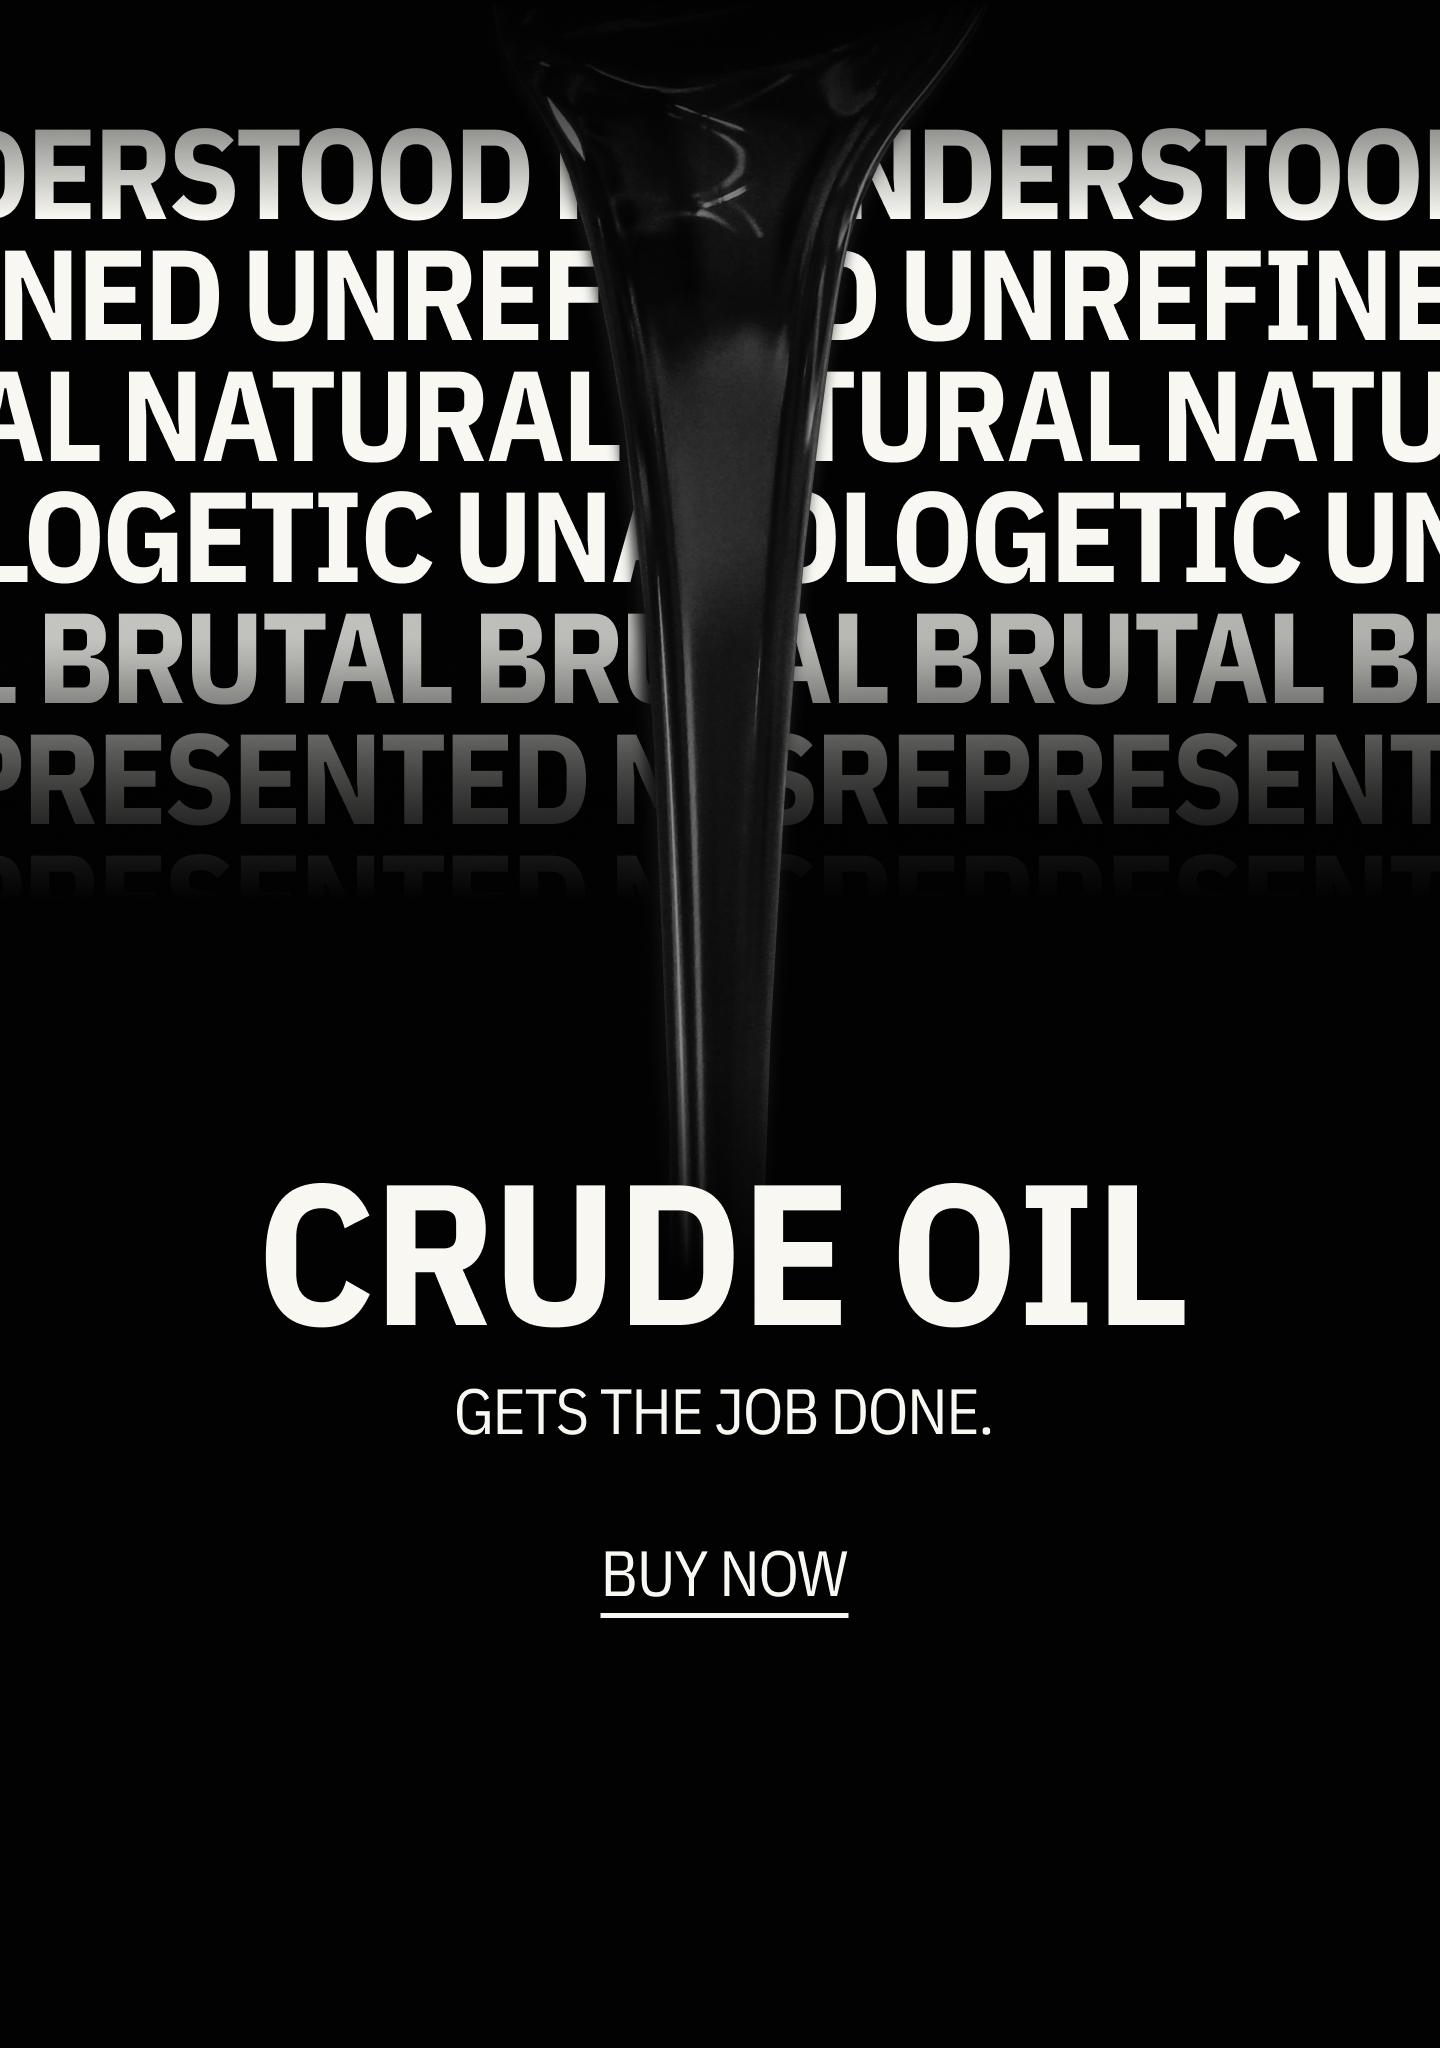 DERSTOOD NDERSTOOD
NED UNREF D UNREFINE
AL NATURAL TURAL NATU
LOGETIC UNA OLOGETIC UN
L BRUTAL BRU AL BRUTAL B
PRESENTED SREPRESENT
CRUDE OIL
GETS THE JOB DONE.
BUY NOW